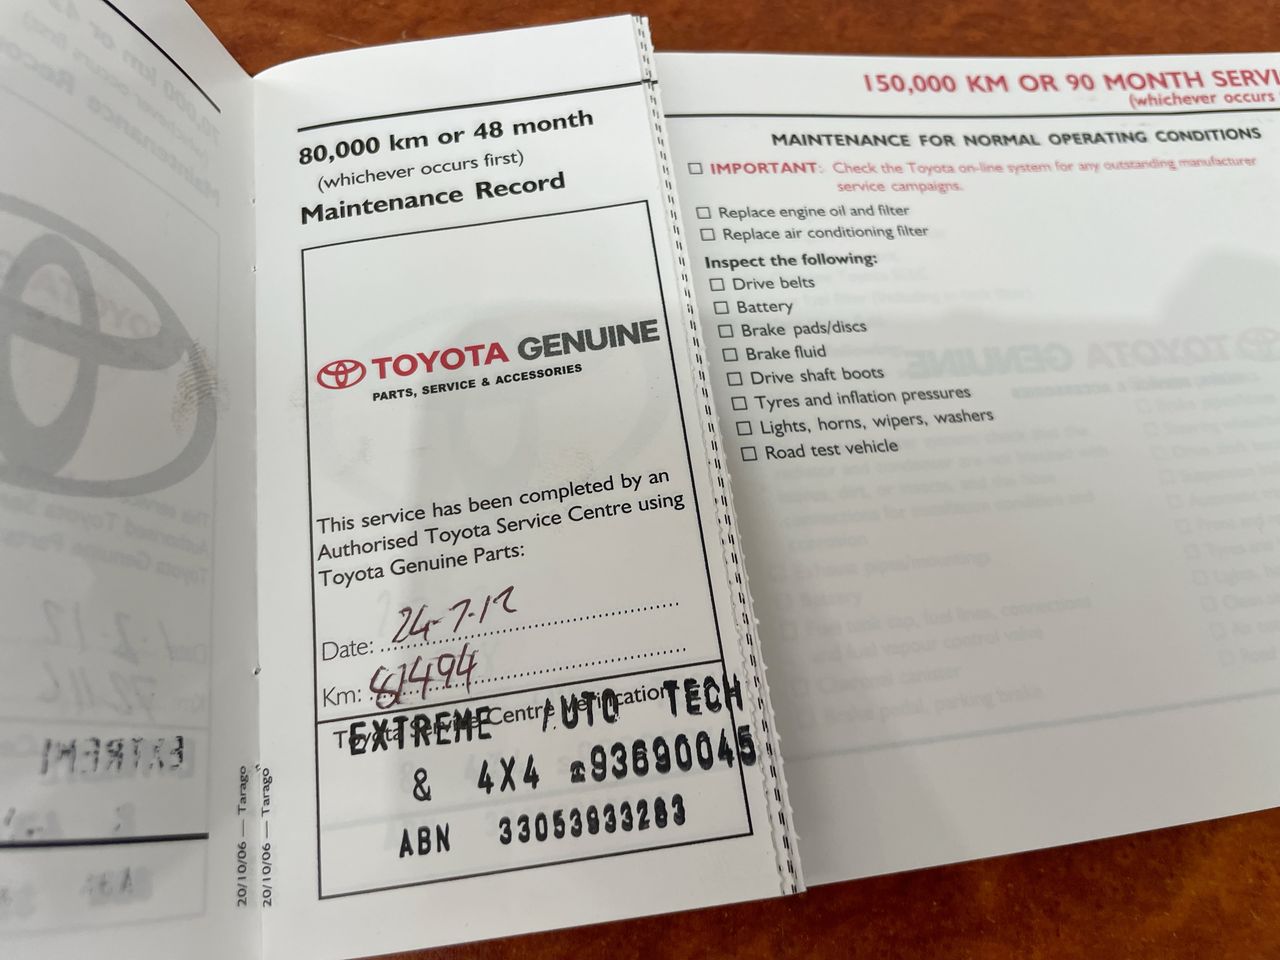 80,000 km or 48 month
(whichever occurs first)
Maintenance Record
TOYOTA GENUINE
PARTS, SERVICE & ACCESSORIES
This service has been completed by an
Authorised Toyota Service Centre using
Toyota Genuine Parts:
Date: 24-7-12
Km: 81494
Toyota Service Centre Verification
EXTREME AUTO TECH
& 4X4 ☎93690045
ABN 33053933283
20/10/06 — Tarago
20/10/06 — Tarago
150,000 KM OR 90 MONTH SERVI
(whichever occurs
MAINTENANCE FOR NORMAL OPERATING CONDITIONS
☐ IMPORTANT: Check the Toyota on-line system for any outstanding manufacturer
service campaigns.
☐ Replace engine oil and filter
☐ Replace air conditioning filter
Inspect the following:
☐ Drive belts
☐ Battery
☐ Brake pads/discs
☐ Brake fluid
☐ Drive shaft boots
☐ Tyres and inflation pressures
☐ Lights, horns, wipers, washers
☐ Road test vehicle